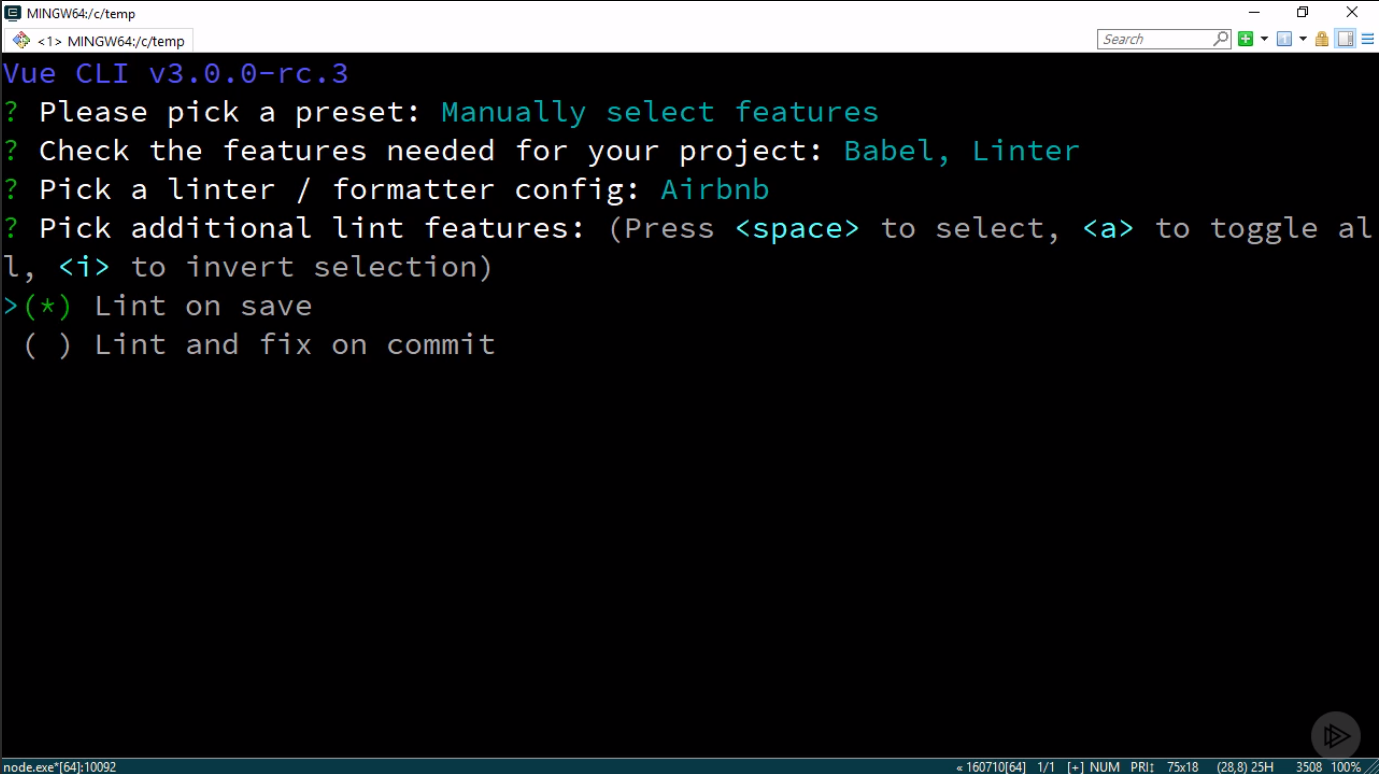 MINGW64:/c/temp
<1> MINGW64:/c/temp
Search
Vue CLI v3.0.0-rc.3
? Please pick a preset: Manually select features
? Check the features needed for your project: Babel, Linter
? Pick a linter / formatter config: Airbnb
? Pick additional lint features: (Press <space> to select, <a> to toggle al
l, <i> to invert selection)
>(*) Lint on save
( ) Lint and fix on commit
node.exe*[64]:10092
« 160710[64] 1/1 [+] NUM PRI↕ 75x18 (28,8) 25H 3508 100%